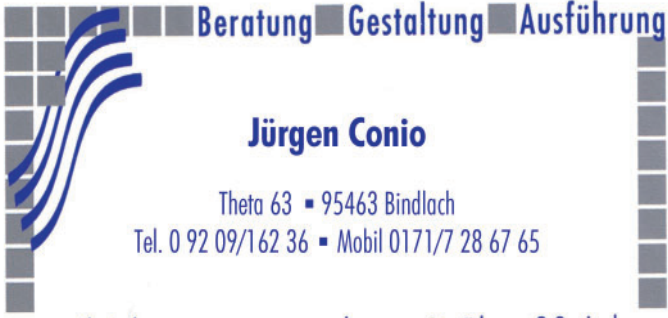 Beratung Gestaltung Ausführung
Jürgen Conio
Theta 63 ▪ 95463 Bindlach
Tel. 0 92 09/162 36 ▪ Mobil 0171/7 28 67 65